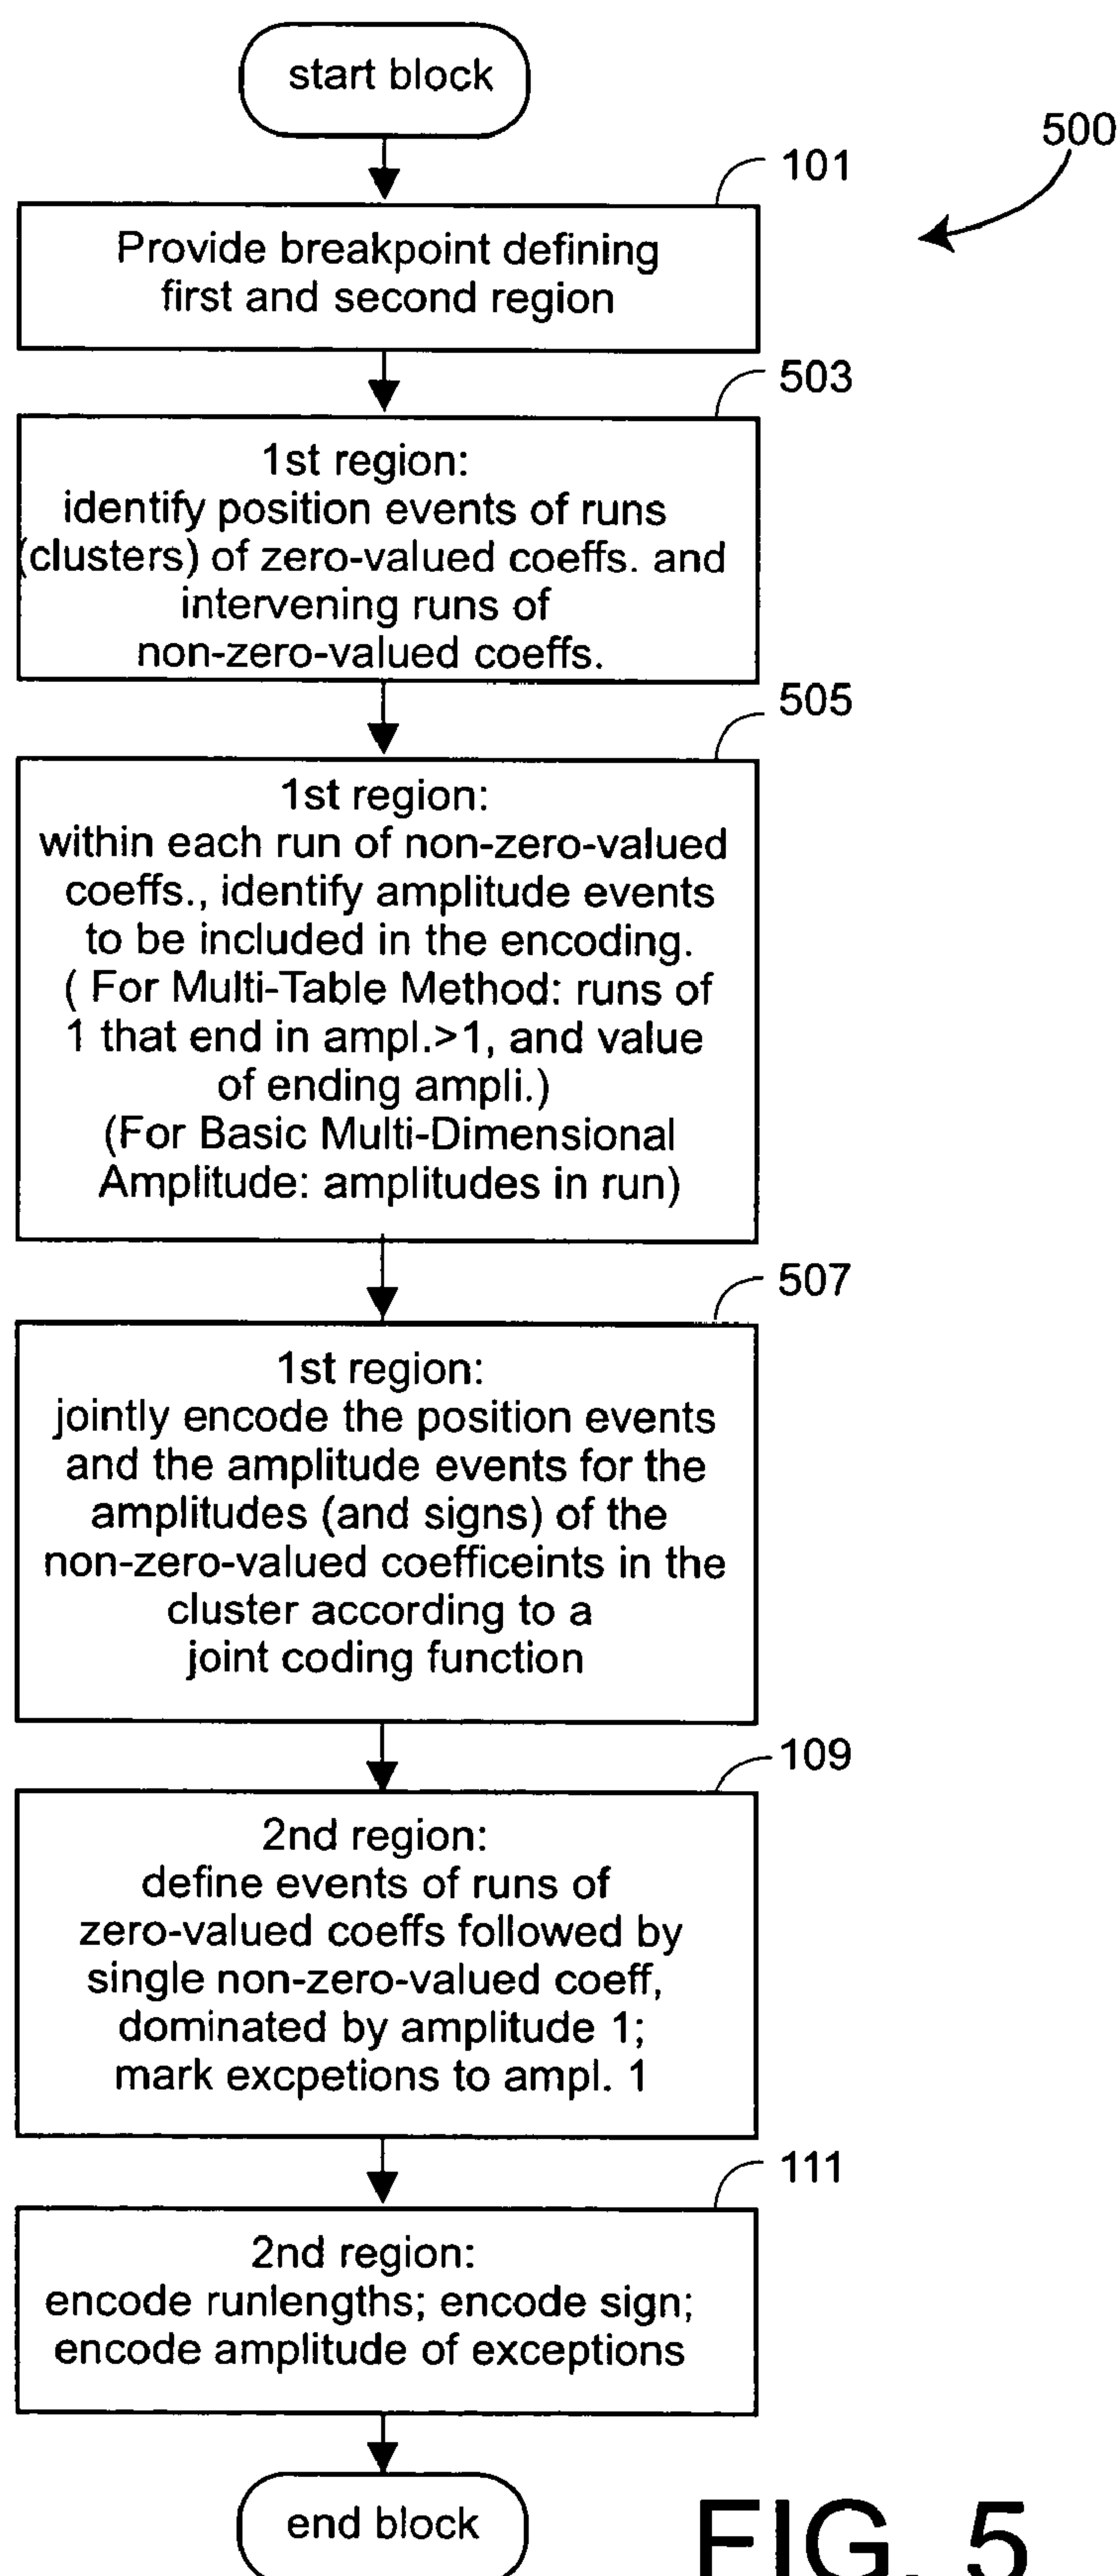 start block
500
101
Provide breakpoint defining
first and second region
503
1st region:
identify position events of runs
(clusters) of zero-valued coeffs. and
intervening runs of
non-zero-valued coeffs.
505
1st region:
within each run of non-zero-valued
coeffs., identify amplitude events
to be included in the encoding.
( For Multi-Table Method: runs of
1 that end in ampl.>1, and value
of ending ampli.)
(For Basic Multi-Dimensional
Amplitude: amplitudes in run)
507
1st region:
jointly encode the position events
and the amplitude events for the
amplitudes (and signs) of the
non-zero-valued coefficeints in the
cluster according to a
joint coding function
109
2nd region:
define events of runs of
zero-valued coeffs followed by
single non-zero-valued coeff,
dominated by amplitude 1;
mark excpetions to ampl. 1
111
2nd region:
encode runlengths; encode sign;
encode amplitude of exceptions
end block
FIG. 5